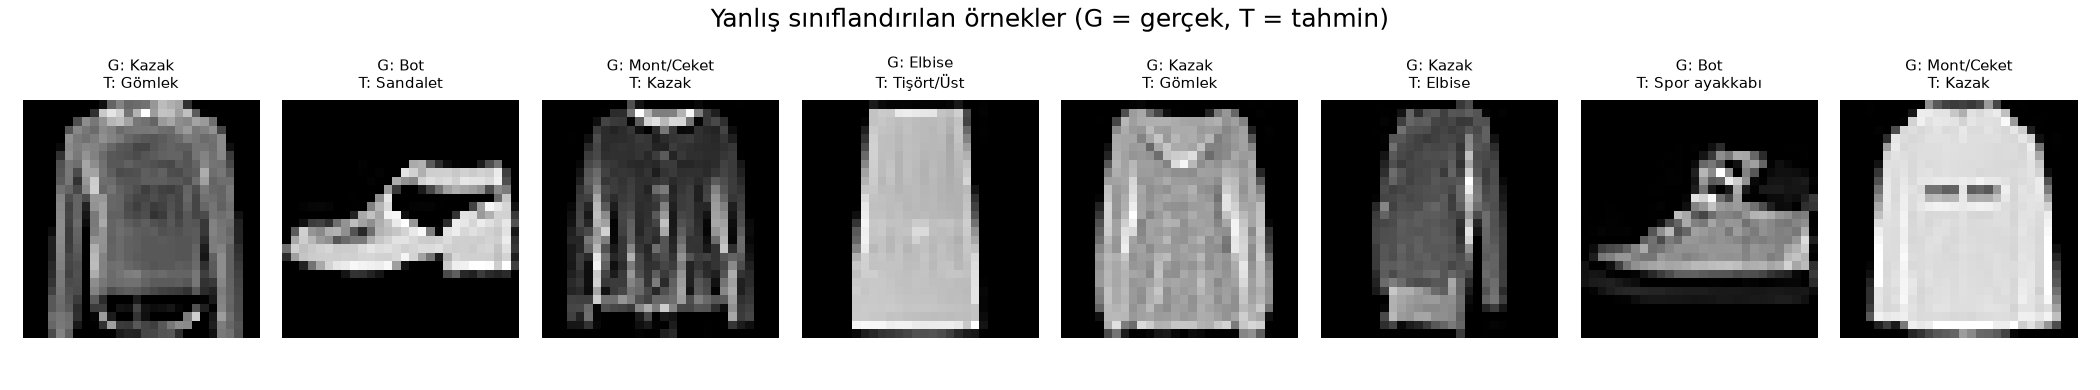 Yanlış sınıflandırılan örnekler (G = gerçek, T = tahmin)
G: Kazak
T: Gömlek
G: Bot
T: Sandalet
G: Mont/Ceket
T: Kazak
G: Elbise
T: Tişört/Üst
G: Kazak
T: Gömlek
G: Kazak
T: Elbise
G: Bot
T: Spor ayakkabı
G: Mont/Ceket
T: Kazak